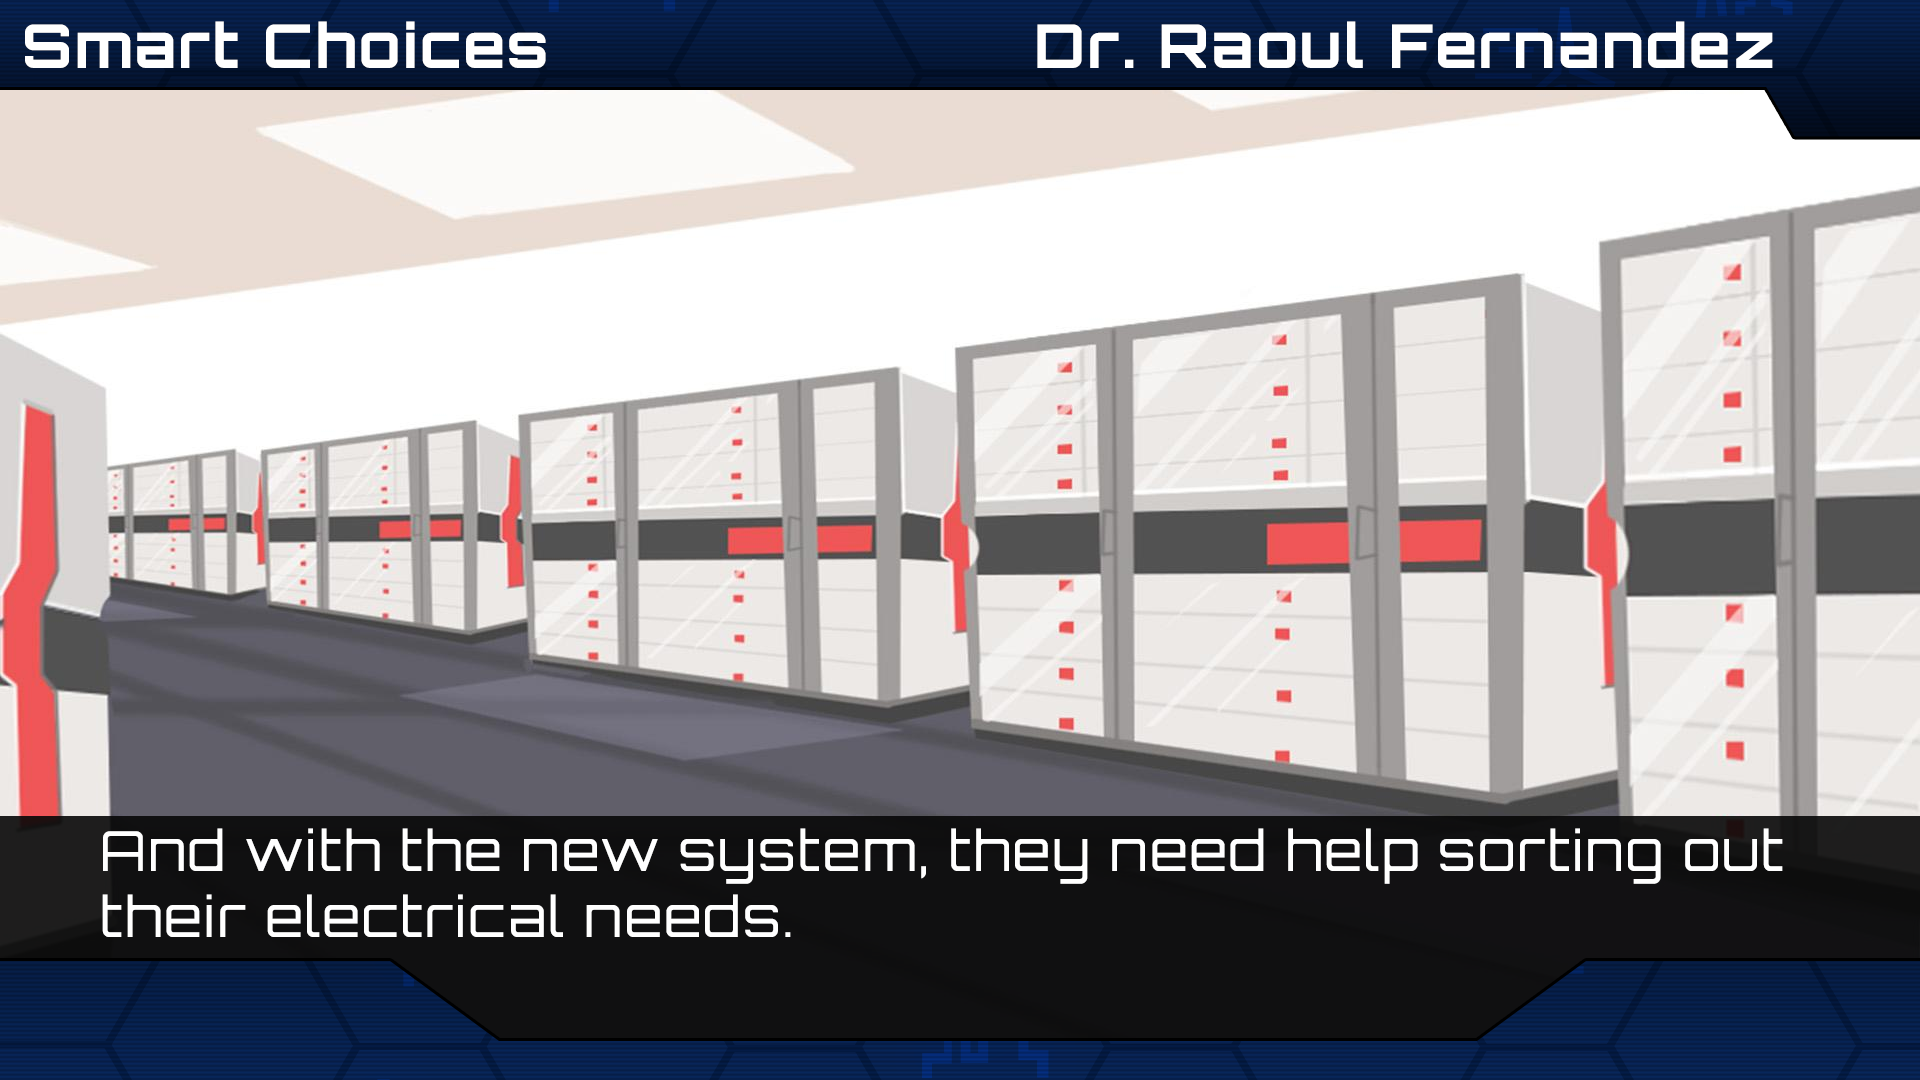 Smart Choices
Dr. Raoul Fernandez
And with the new system, they need help sorting out
their electrical needs.